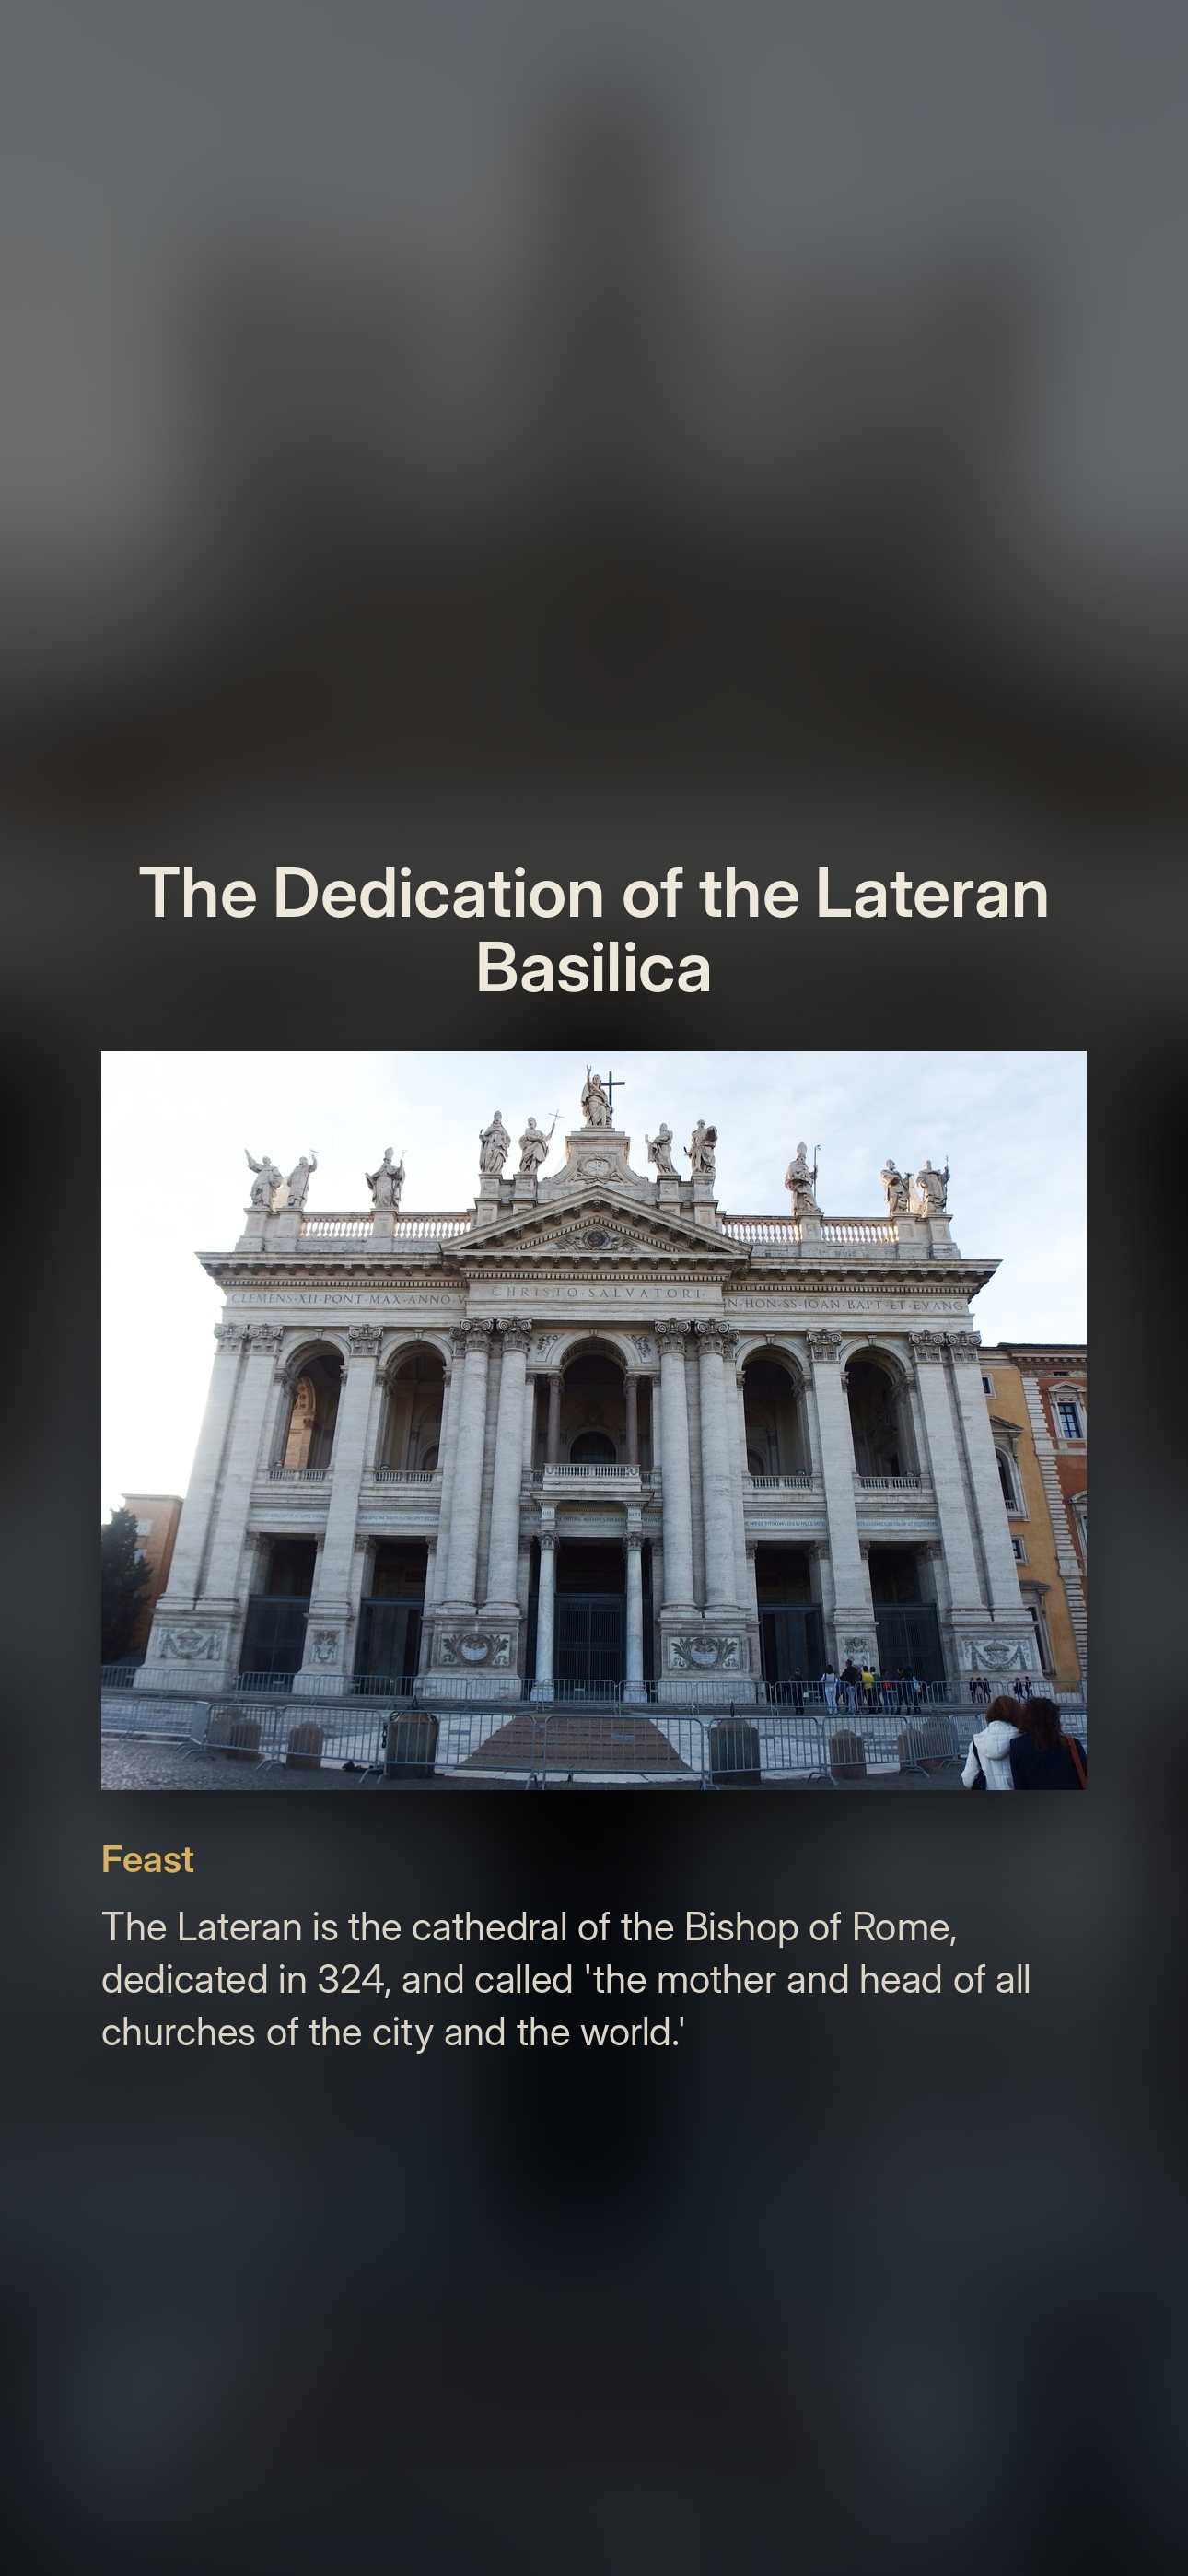 The Dedication of the Lateran
Basilica
CLEMENS·XII·PONT·MAX·ANNO·V
CHRISTO·SALVATORI
IN·HON·SS·IOAN·BAPT·ET·EVANG
Feast
The Lateran is the cathedral of the Bishop of Rome,
dedicated in 324, and called 'the mother and head of all
churches of the city and the world.'